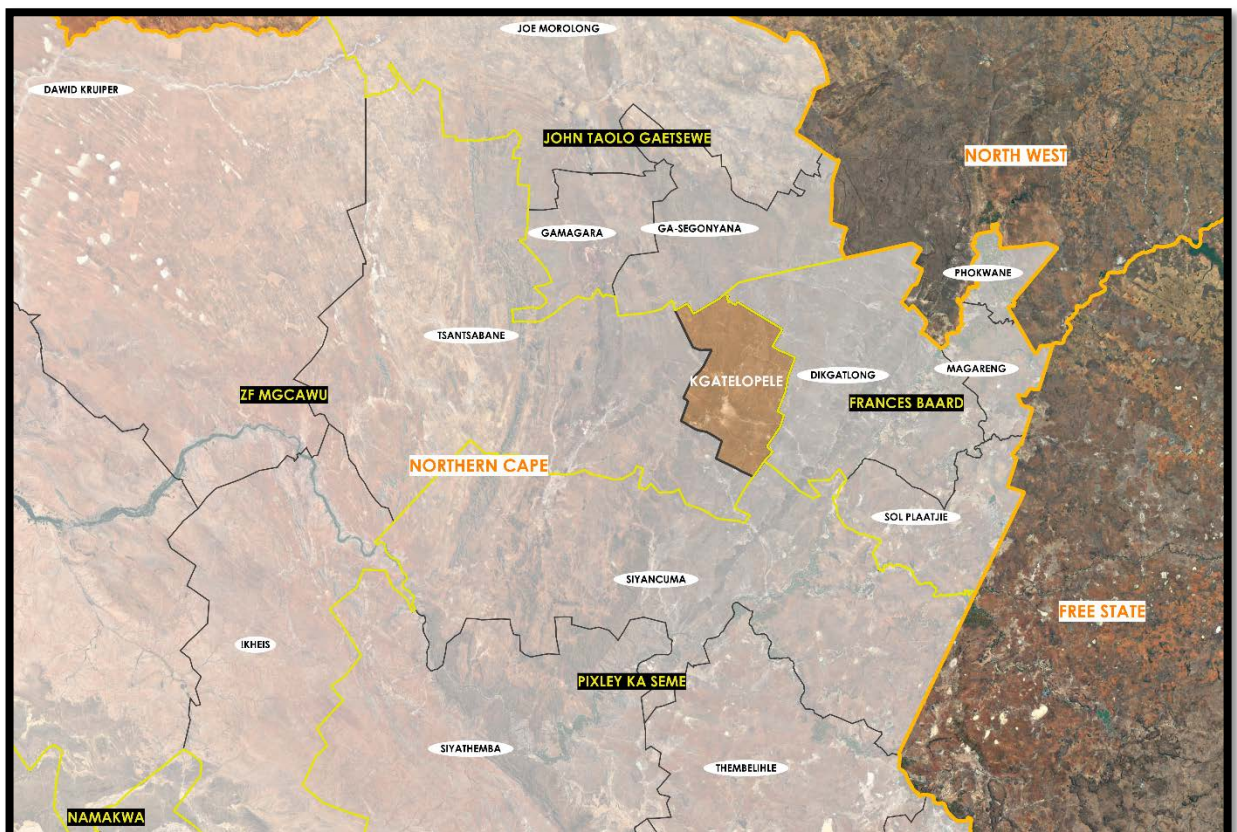 JOE MOROLONG
DAWID KRUIPER
JOHN TAOLO GAETSEWE
NORTH WEST
GAMAGARA
GA-SEGONYANA
PHOKWANE
TSANTSABANE
KGATELOPELE
DIKGATLONG
MAGARENG
ZF MGCAWU
FRANCES BAARD
NORTHERN CAPE
SOL PLAATJIE
SIYANCUMA
FREE STATE
!KHEIS
PIXLEY KA SEME
SIYATHEMBA
THEMBELIHLE
NAMAKWA